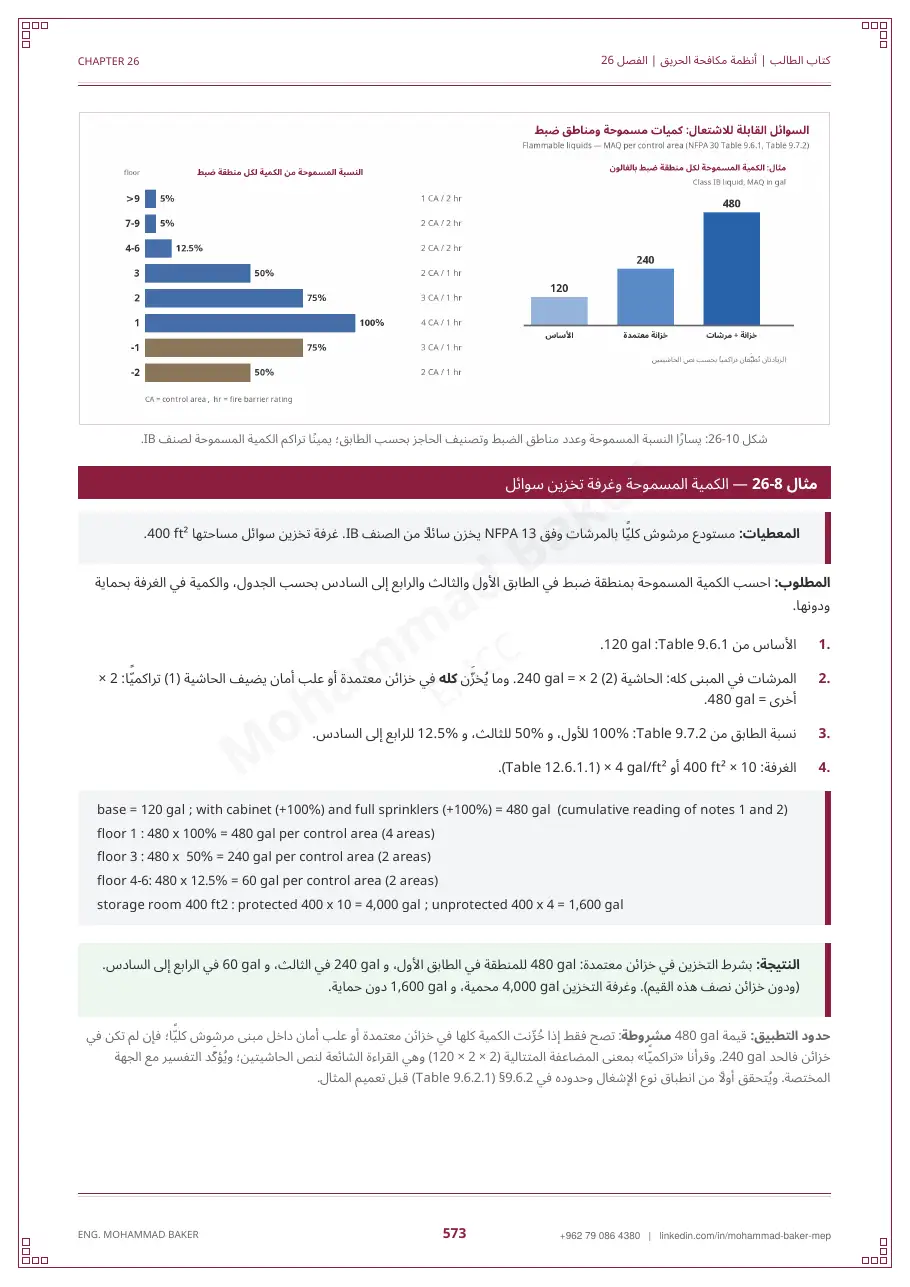 كتاب الطالب | أنظمة مكافحة الحريق | الفصل 26
CHAPTER 26
السوائل القابلة للاشتعال: كميات مسموحة ومناطق ضبط
Flammable liquids — MAQ per control area (NFPA 30 Table 9.6.1, Table 9.7.2)
مثال: الكمية المسموحة لكل منطقة ضبط بالغالون
Class IB liquid, MAQ in gal
480
240
120
خزانة + مرشات
خزانة معتمدة
الأساس
الزيادتان تُطبَّقان تراكميًا بحسب نص الحاشيتين
floor
النسبة المسموحة من الكمية لكل منطقة ضبط
>9 5% 1 CA / 2 hr
7-9 5% 2 CA / 2 hr
4-6 12.5% 2 CA / 2 hr
3 50% 2 CA / 1 hr
2 75% 3 CA / 1 hr
1 100% 4 CA / 1 hr
-1 75% 3 CA / 1 hr
-2 50% 2 CA / 1 hr
CA = control area , hr = fire barrier rating
شكل 10-26: يسارًا النسبة المسموحة وعدد مناطق الضبط وتصنيف الحاجز بحسب الطابق؛ يمينًا تراكم الكمية المسموحة لصنف IB.
مثال 8-26 — الكمية المسموحة وغرفة تخزين سوائل
المعطيات: مستودع مرشوش كليًّا بالمرشات وفق NFPA 13 يخزن سائلًا من الصنف IB. غرفة تخزين سوائل مساحتها 400 ft².
المطلوب: احسب الكمية المسموحة بمنطقة ضبط في الطابق الأول والثالث والرابع إلى السادس بحسب الجدول، والكمية في الغرفة بحماية
ودونها.
1. الأساس من Table 9.6.1: 120 gal.
2. المرشات في المبنى كله: الحاشية (2) × 2 = 240 gal. وما يُخزَّن كله في خزائن معتمدة أو علب أمان يضيف الحاشية (1) تراكميًّا: 2 ×
أخرى = 480 gal.
3. نسبة الطابق من Table 9.7.2: 100% للأول، و 50% للثالث، و 12.5% للرابع إلى السادس.
4. الغرفة: 10 × 400 ft² أو 4 gal/ft² × (Table 12.6.1.1).
base = 120 gal ; with cabinet (+100%) and full sprinklers (+100%) = 480 gal (cumulative reading of notes 1 and 2)
floor 1 : 480 x 100% = 480 gal per control area (4 areas)
floor 3 : 480 x 50% = 240 gal per control area (2 areas)
floor 4-6: 480 x 12.5% = 60 gal per control area (2 areas)
storage room 400 ft2 : protected 400 x 10 = 4,000 gal ; unprotected 400 x 4 = 1,600 gal
النتيجة: بشرط التخزين في خزائن معتمدة: 480 gal للمنطقة في الطابق الأول، و 240 gal في الثالث، و 60 gal في الرابع إلى السادس.
(ودون خزائن نصف هذه القيم). وغرفة التخزين 4,000 gal محمية، و 1,600 gal دون حماية.
حدود التطبيق: قيمة 480 gal مشروطة: تصح فقط إذا خُزّنت الكمية كلها في خزائن معتمدة أو علب أمان داخل مبنى مرشوش كليًّا؛ فإن لم تكن في
خزائن فالحد 240 gal. وقرأنا «تراكميًّا» بمعنى المضاعفة المتتالية (2 × 2 × 120) وهي القراءة الشائعة لنص الحاشيتين؛ ويُؤكَّد التفسير مع الجهة
المختصة. ويُتحقق أولًا من انطباق نوع الإشغال وحدوده في §9.6.2 (Table 9.6.2.1) قبل تعميم المثال.
Mohammad Baker
ENG. MOHAMMAD BAKER
573
+962 79 086 4380 | linkedin.com/in/mohammad-baker-mep